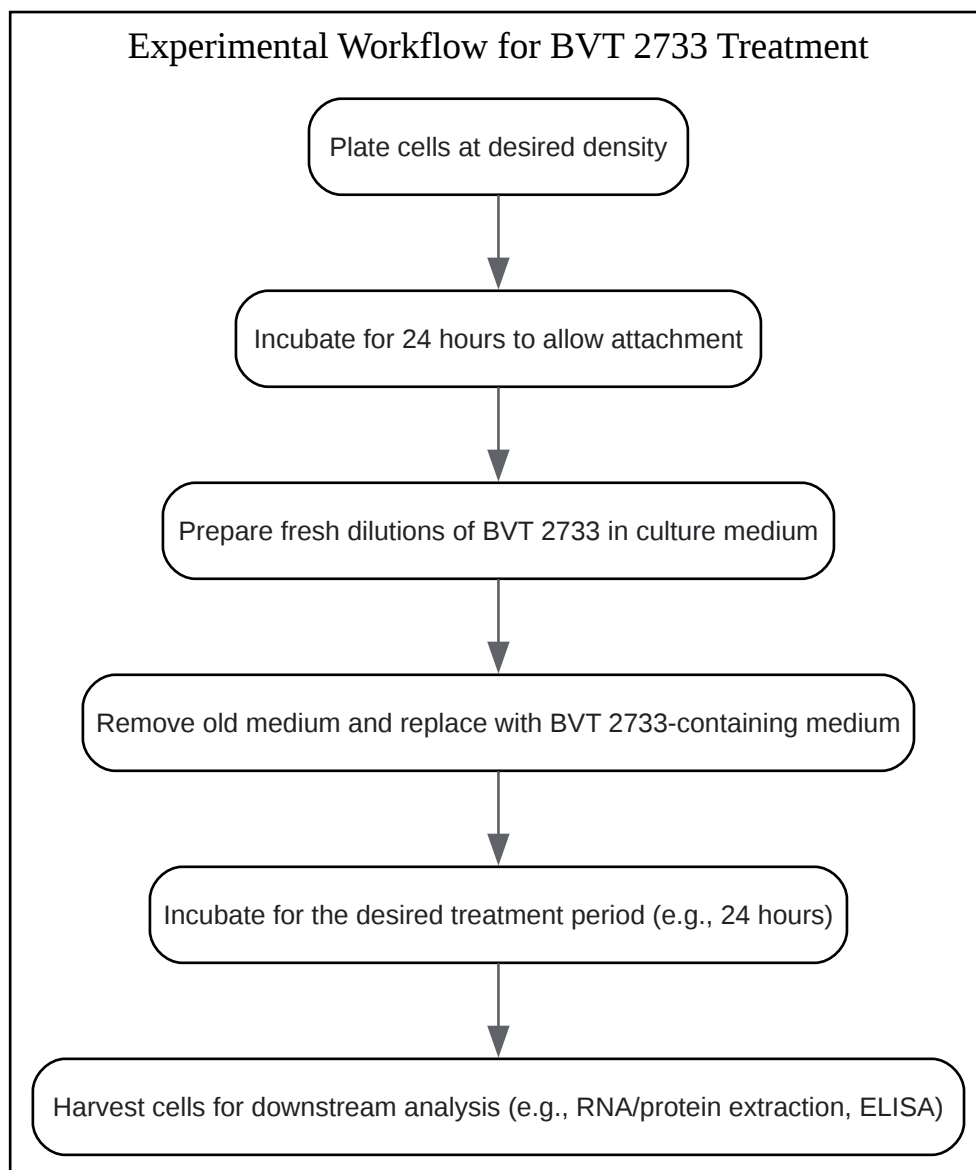 Experimental Workflow for BVT 2733 Treatment
Plate cells at desired density
Incubate for 24 hours to allow attachment
Prepare fresh dilutions of BVT 2733 in culture medium
Remove old medium and replace with BVT 2733-containing medium
Incubate for the desired treatment period (e.g., 24 hours)
Harvest cells for downstream analysis (e.g., RNA/protein extraction, ELISA)